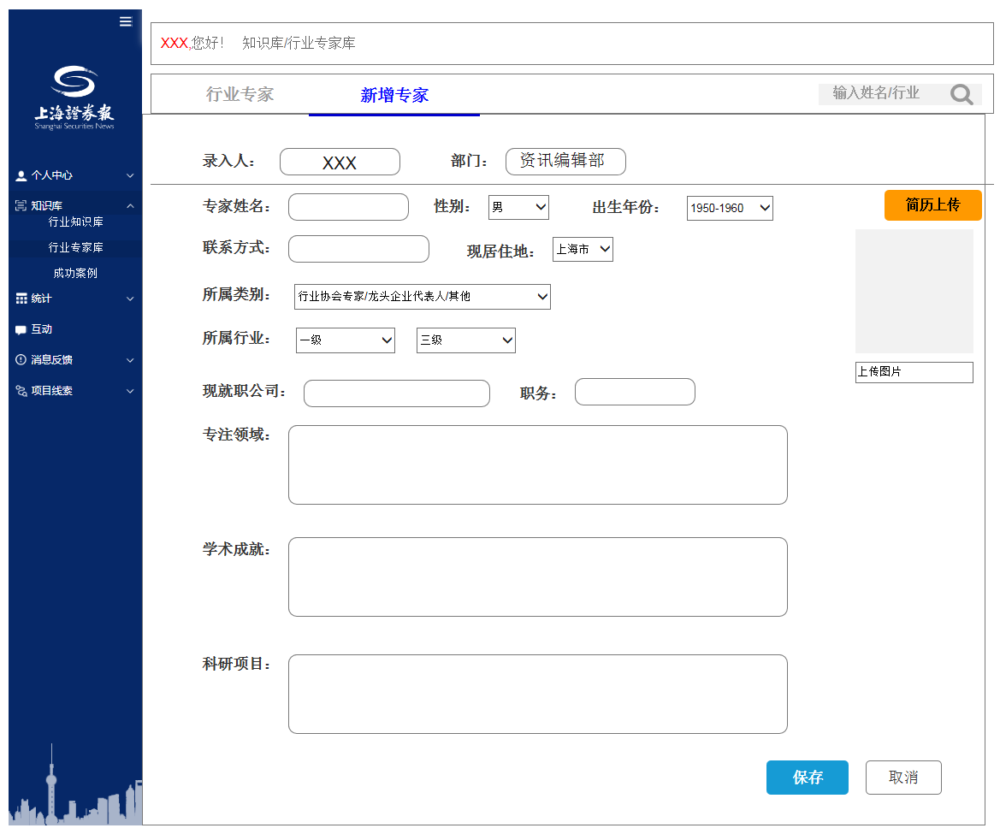 XXX,您好！ 知识库/行业专家库
上海證券報
Shanghai Securities News
个人中心
知识库
行业知识库
行业专家库
成功案例
统计
互动
消息反馈
项目线索
行业专家 新增专家 输入姓名/行业
录入人： XXX 部门： 资讯编辑部
专家姓名： 性别： 男 出生年份： 1950-1960 简历上传
联系方式： 现居住地： 上海市
所属类别： 行业协会专家/龙头企业代表人/其他
所属行业： 一级 三级
上传图片
现就职公司： 职务：
专注领域：
学术成就：
科研项目：
保存 取消